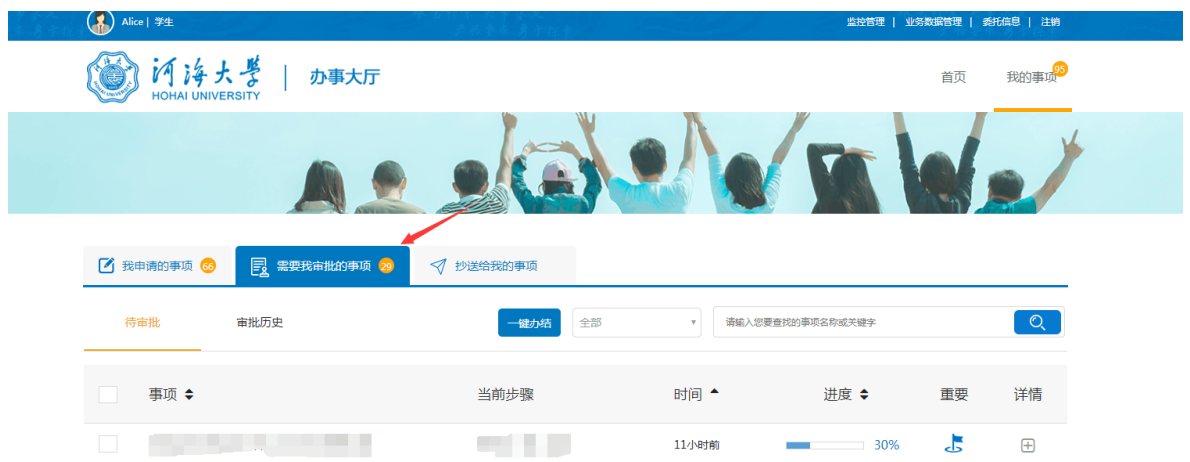 Alice | 学生
监控管理 | 业务数据管理 | 委托信息 | 注销
河海大学 | 办事大厅
HOHAI UNIVERSITY
首页 我的事项 95
我申请的事项 66 需要我审批的事项 29 抄送给我的事项
待审批 审批历史 一键办结 全部 请输入您要查找的事项名称或关键字
事项 当前步骤 时间 进度 重要 详情
11小时前 30%